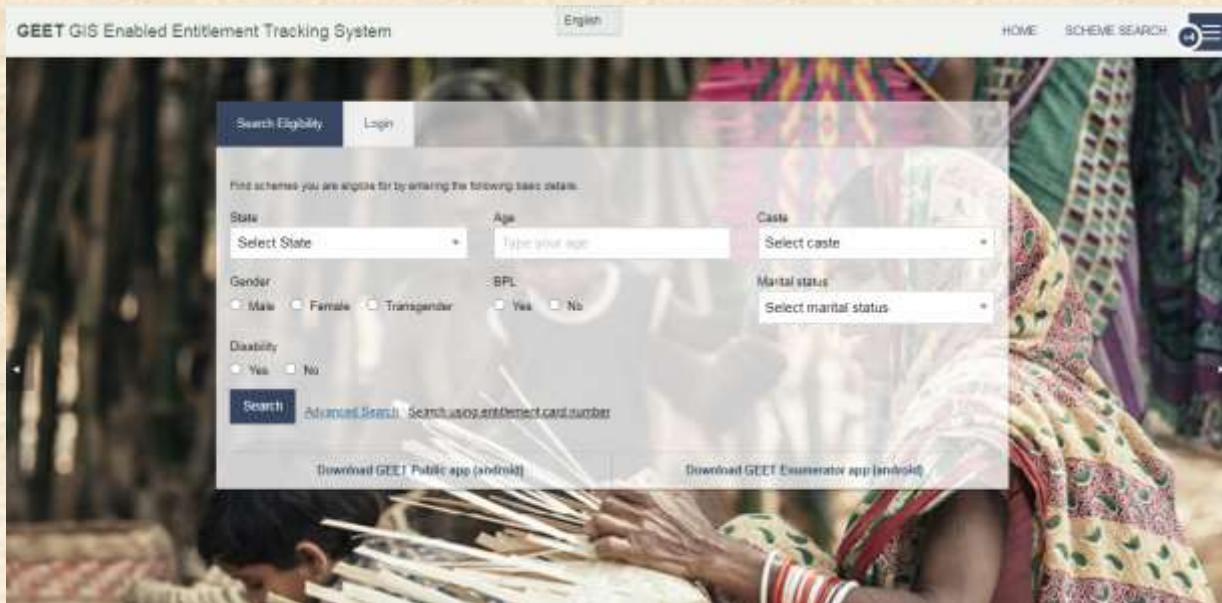 GEET GIS Enabled Entitlement Tracking System
English
HOME SCHEME SEARCH
Search Eligibility Login
Find schemes you are eligible for by entering the following basic details.
State Age Caste
Select State Type your age Select caste
Gender BPL Marital status
Male Female Transgender Yes No Select marital status
Disability
Yes No
Search Advanced Search Search using entitlement card number
Download GEET Public app (android) Download GEET Enumerator app (android)